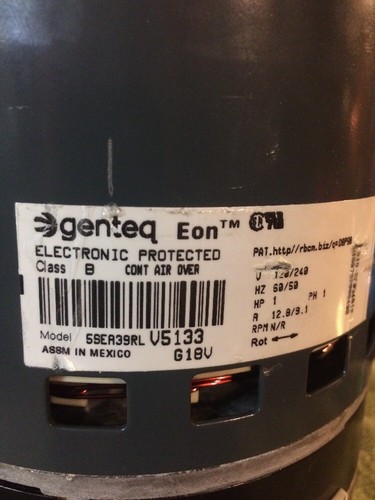 genteq Eon™
ELECTRONIC PROTECTED
Class B CONT AIR OVER
PAT.http//rbcm.biz/q=D8P50
V 120/240
HZ 60/50
HP 1 PH 1
A 12.8/9.1
RPM N/R
Rot
Model 5SEA39RL V5133
ASSM IN MEXICO G18V